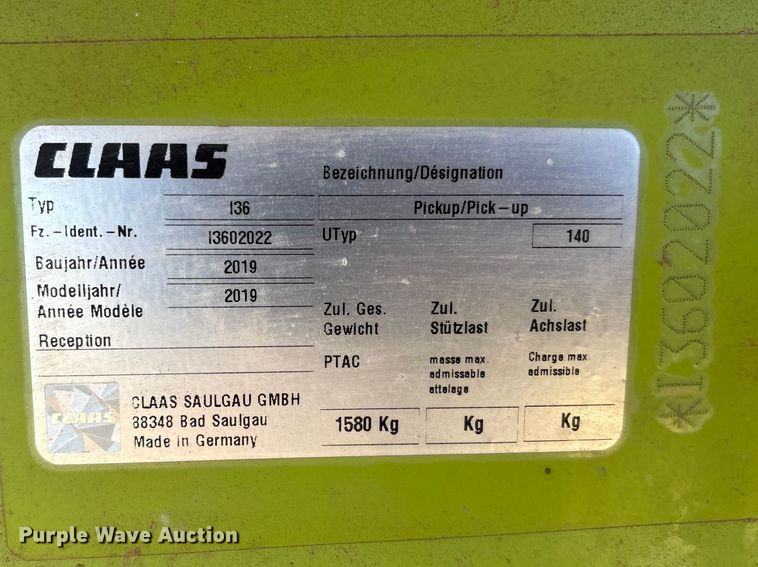 CLAAS
Bezeichnung/Désignation
Typ I36 Pickup/Pick-up
Fz.-Ident.-Nr. I3602022 UTyp 140
Baujahr/Année 2019
Modelljahr/
Année Modèle 2019
Reception
Zul. Ges.
Gewicht
PTAC
1580 Kg
Zul.
Stützlast
masse max.
admissable
attelage
Kg
Zul.
Achslast
Charge max.
admissible
Kg
CLAAS
CLAAS SAULGAU GMBH
88348 Bad Saulgau
Made in Germany
*I3602022*
Purple Wave Auction